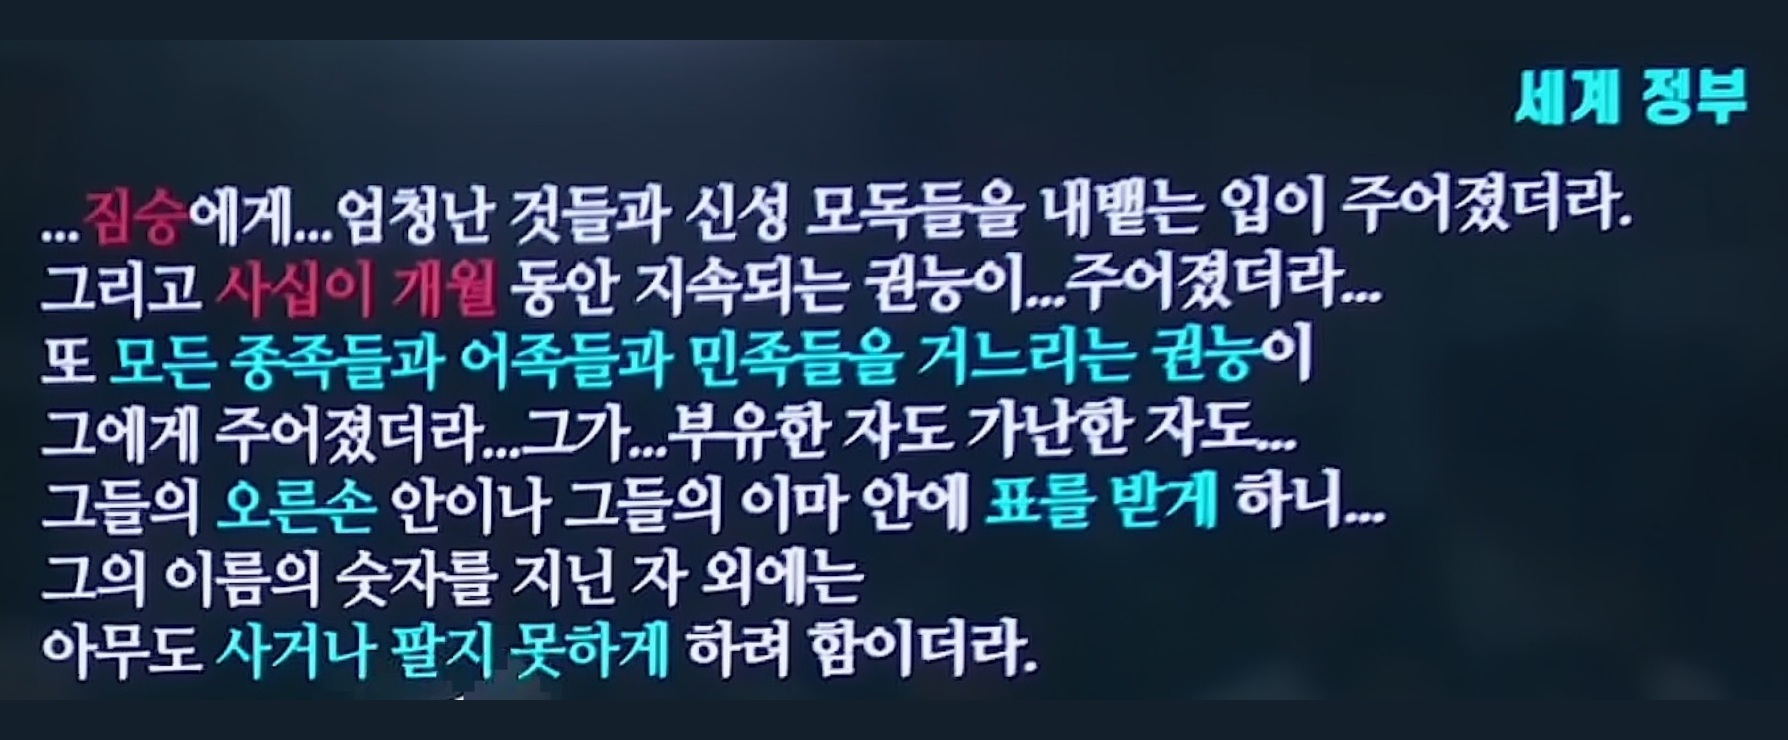 세계 정부
...짐승에게...엄청난 것들과 신성 모독들을 내뱉는 입이 주어졌더라.
그리고 사십이 개월 동안 지속되는 권능이...주어졌더라...
또 모든 종족들과 어족들과 민족들을 거느리는 권능이
그에게 주어졌더라...그가...부유한 자도 가난한 자도...
그들의 오른손 안이나 그들의 이마 안에 표를 받게 하니...
그의 이름의 숫자를 지닌 자 외에는
아무도 사거나 팔지 못하게 하려 함이더라.